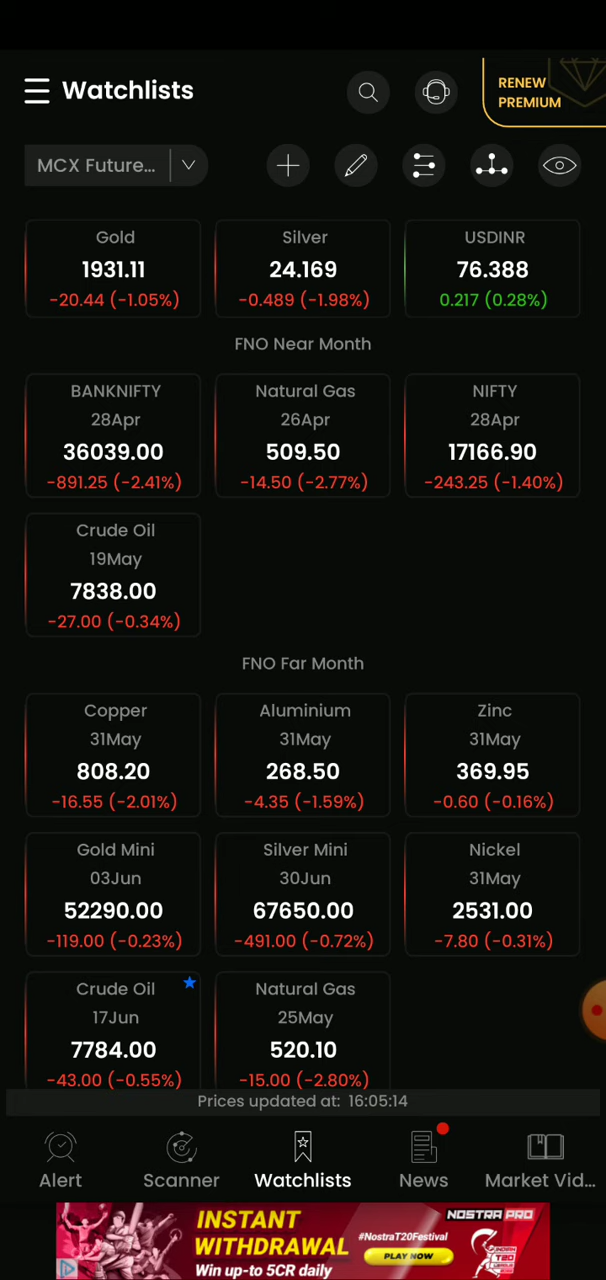 Watchlists
RENEW
PREMIUM
MCX Future...
Gold
1931.11
-20.44 (-1.05%)
Silver
24.169
-0.489 (-1.98%)
USDINR
76.388
0.217 (0.28%)
FNO Near Month
BANKNIFTY
28Apr
36039.00
-891.25 (-2.41%)
Natural Gas
26Apr
509.50
-14.50 (-2.77%)
NIFTY
28Apr
17166.90
-243.25 (-1.40%)
Crude Oil
19May
7838.00
-27.00 (-0.34%)
FNO Far Month
Copper
31May
808.20
-16.55 (-2.01%)
Aluminium
31May
268.50
-4.35 (-1.59%)
Zinc
31May
369.95
-0.60 (-0.16%)
Gold Mini
03Jun
52290.00
-119.00 (-0.23%)
Silver Mini
30Jun
67650.00
-491.00 (-0.72%)
Nickel
31May
2531.00
-7.80 (-0.31%)
Crude Oil
17Jun
7784.00
-43.00 (-0.55%)
Natural Gas
25May
520.10
-15.00 (-2.80%)
Prices updated at: 16:05:14
Alert
Scanner
Watchlists
News
Market Vid...
INSTANT
WITHDRAWAL
Win up-to 5CR daily
#NostraT20Festival
PLAY NOW
NOSTRA PRO
NOSTRA
T20